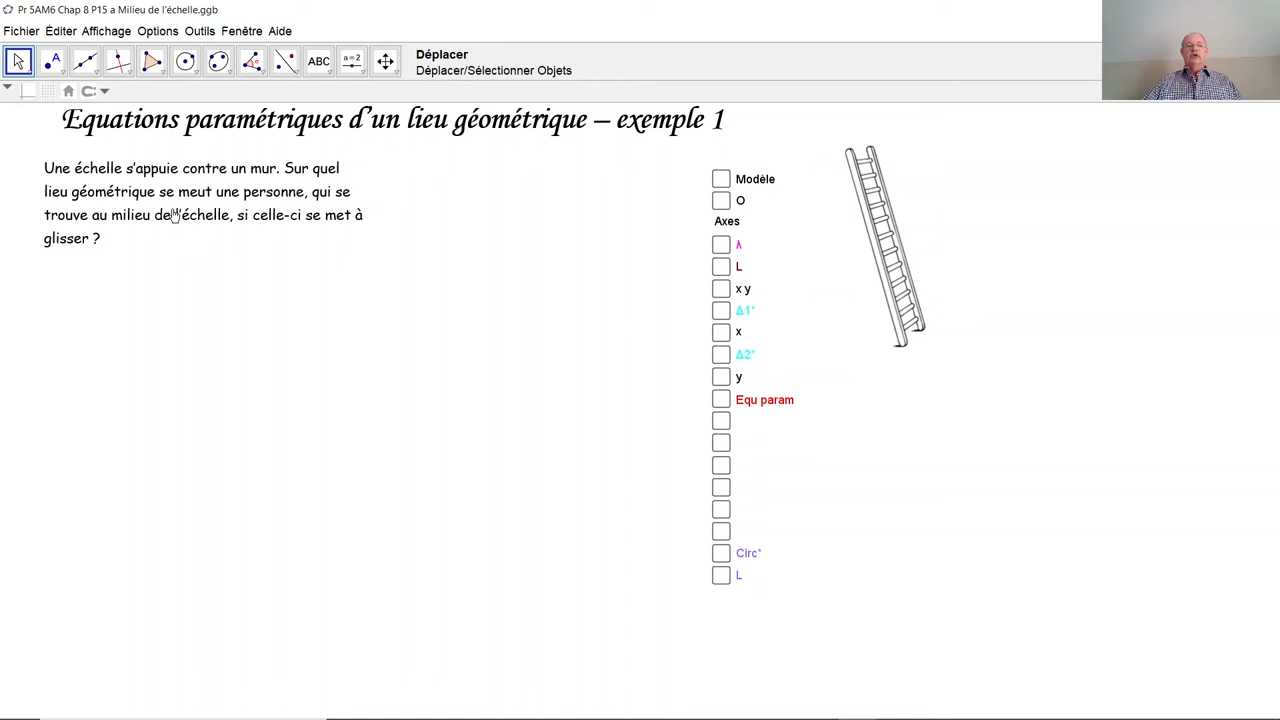 Pr 5AM6 Chap 8 P15 a Milieu de l'échelle.ggb
Fichier Éditer Affichage Options Outils Fenêtre Aide
A
ABC
a=2
Déplacer
Déplacer/Sélectionner Objets
Equations paramétriques d'un lieu géométrique – exemple 1
Une échelle s'appuie contre un mur. Sur quel
lieu géométrique se meut une personne, qui se
trouve au milieu de l'échelle, si celle-ci se met à
glisser ?
Modèle
O
Axes
λ
L
x y
Δ1*
x
Δ2*
y
Equ param
Circ*
L